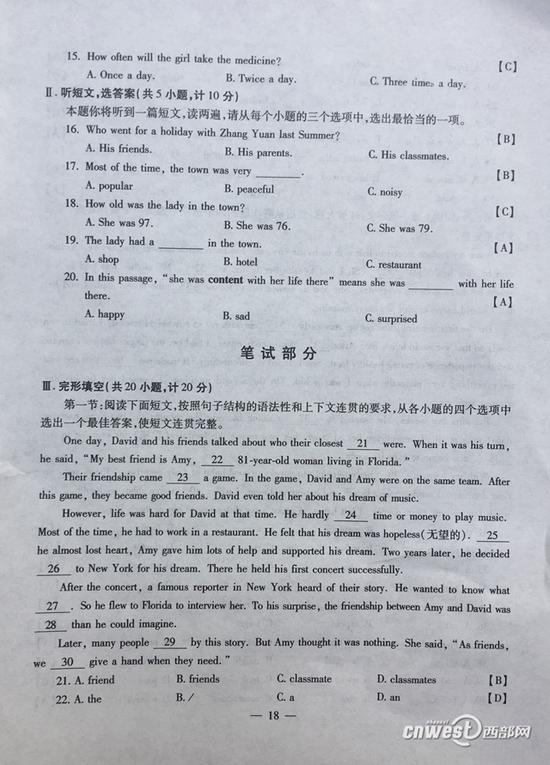 15. How often will the girl take the medicine? 【C】
A. Once a day. B. Twice a day. C. Three times a day.
Ⅱ. 听短文,选答案(共5小题,计10分)
本题你将听到一篇短文,读两遍,请从每个小题的三个选项中,选出最恰当的一项。
16. Who went for a holiday with Zhang Yuan last Summer? 【B】
A. His friends. B. His parents. C. His classmates.
17. Most of the time, the town was very ________. 【B】
A. popular B. peaceful C. noisy
18. How old was the lady in the town? 【C】
A. She was 97. B. She was 76. C. She was 79.
19. The lady had a ________ in the town. 【A】
A. shop B. hotel C. restaurant
20. In this passage, "she was content with her life there" means she was ________ with her life
there. 【A】
A. happy B. sad C. surprised
笔试部分
Ⅲ. 完形填空(共20小题,计20分)
第一节:阅读下面短文,按照句子结构的语法性和上下文连贯的要求,从各小题的四个选项中
选出一个最佳答案,使短文连贯完整。
One day, David and his friends talked about who their closest 21 were. When it was his turn,
he said, "My best friend is Amy, 22 81-year-old woman living in Florida."
Their friendship came 23 a game. In the game, David and Amy were on the same team. After
this game, they became good friends. David even told her about his dream of music.
However, life was hard for David at that time. He hardly 24 time or money to play music.
Most of the time, he had to work in a restaurant. He felt that his dream was hopeless(无望的). 25
he almost lost heart, Amy gave him lots of help and supported his dream. Two years later, he decided
26 to New York for his dream. There he held his first concert successfully.
After the concert, a famous reporter in New York heard of their story. He wanted to know what
27 . So he flew to Florida to interview her. To his surprise, the friendship between Amy and David was
28 than he could imagine.
Later, many people 29 by this story. But Amy thought it was nothing. She said, "As friends,
we 30 give a hand when they need."
21. A. friend B. friends C. classmate D. classmates 【B】
22. A. the B. / C. a D. an 【D】
— 18 —
cnwest 西部网